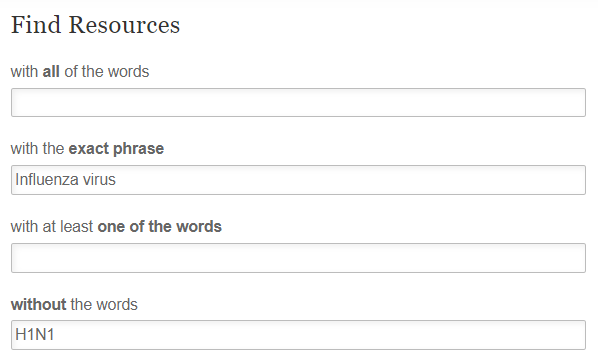 Find Resources
with all of the words
with the exact phrase
Influenza virus
with at least one of the words
without the words
H1N1